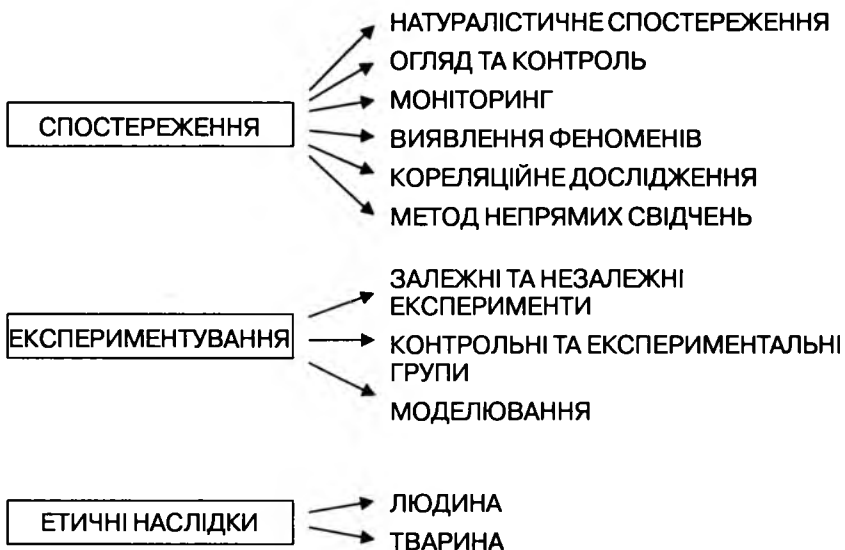 НАТУРАЛІСТИЧНЕ СПОСТЕРЕЖЕННЯ
ОГЛЯД ТА КОНТРОЛЬ
МОНІТОРИНГ
СПОСТЕРЕЖЕННЯ
ВИЯВЛЕННЯ ФЕНОМЕНІВ
КОРЕЛЯЦІЙНЕ ДОСЛІДЖЕННЯ
МЕТОД НЕПРЯМИХ СВІДЧЕНЬ
ЗАЛЕЖНІ ТА НЕЗАЛЕЖНІ
ЕКСПЕРИМЕНТИ
ЕКСПЕРИМЕНТУВАННЯ
КОНТРОЛЬНІ ТА ЕКСПЕРИМЕНТАЛЬНІ
ГРУПИ
МОДЕЛЮВАННЯ
ЕТИЧНІ НАСЛІДКИ
ЛЮДИНА
ТВАРИНА